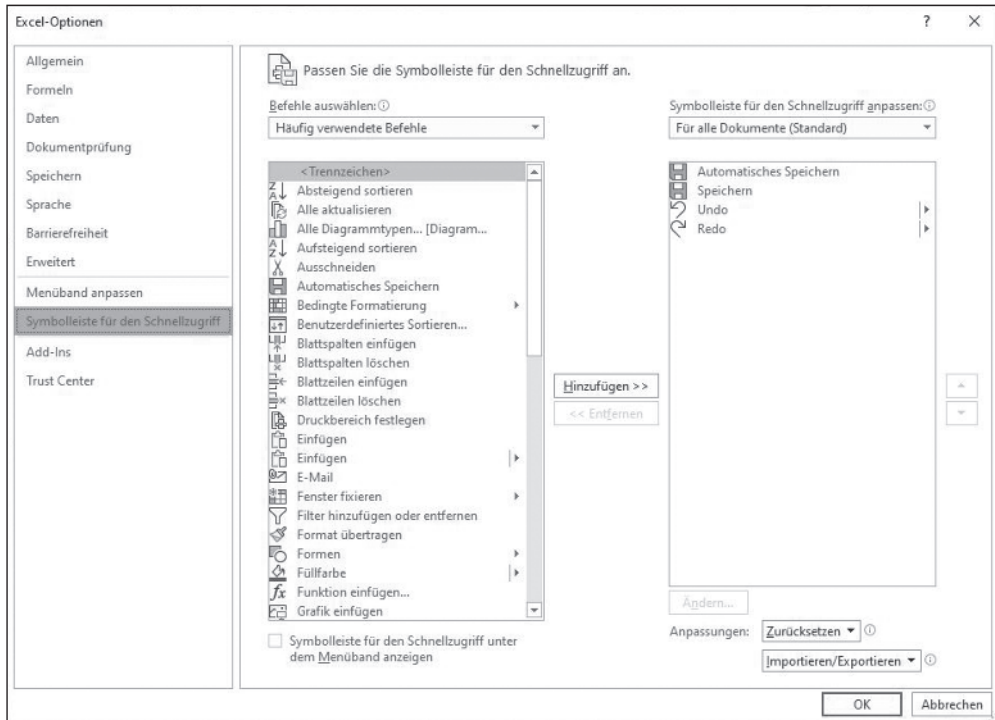 Excel-Optionen
?
Allgemein
Formeln
Daten
Dokumentprüfung
Speichern
Sprache
Barrierefreiheit
Erweitert
Menüband anpassen
Symbolleiste für den Schnellzugriff
Add-Ins
Trust Center
Passen Sie die Symbolleiste für den Schnellzugriff an.
Befehle auswählen:
Häufig verwendete Befehle
<Trennzeichen>
Absteigend sortieren
Alle aktualisieren
Alle Diagrammtypen... [Diagram...
Aufsteigend sortieren
Ausschneiden
Automatisches Speichern
Bedingte Formatierung
Benutzerdefiniertes Sortieren...
Blattspalten einfügen
Blattspalten löschen
Blattzeilen einfügen
Blattzeilen löschen
Druckbereich festlegen
Einfügen
Einfügen
E-Mail
Fenster fixieren
Filter hinzufügen oder entfernen
Format übertragen
Formen
Füllfarbe
Funktion einfügen...
Grafik einfügen
Symbolleiste für den Schnellzugriff unter
dem Menüband anzeigen
Hinzufügen >>
<< Entfernen
Symbolleiste für den Schnellzugriff anpassen:
Für alle Dokumente (Standard)
Automatisches Speichern
Speichern
Undo
Redo
Ändern...
Anpassungen: Zurücksetzen
Importieren/Exportieren
OK
Abbrechen